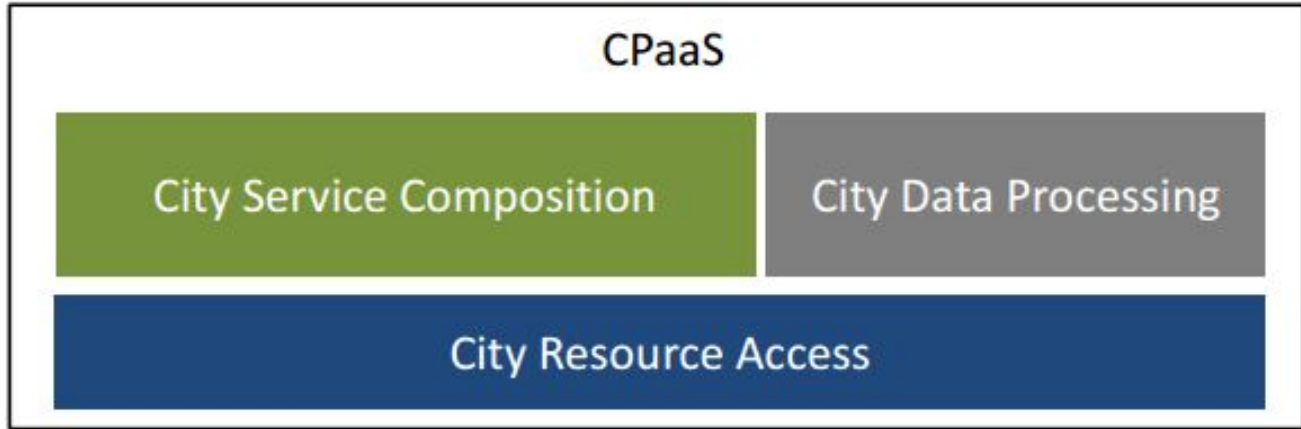 CPaaS
City Service Composition
City Data Processing
City Resource Access